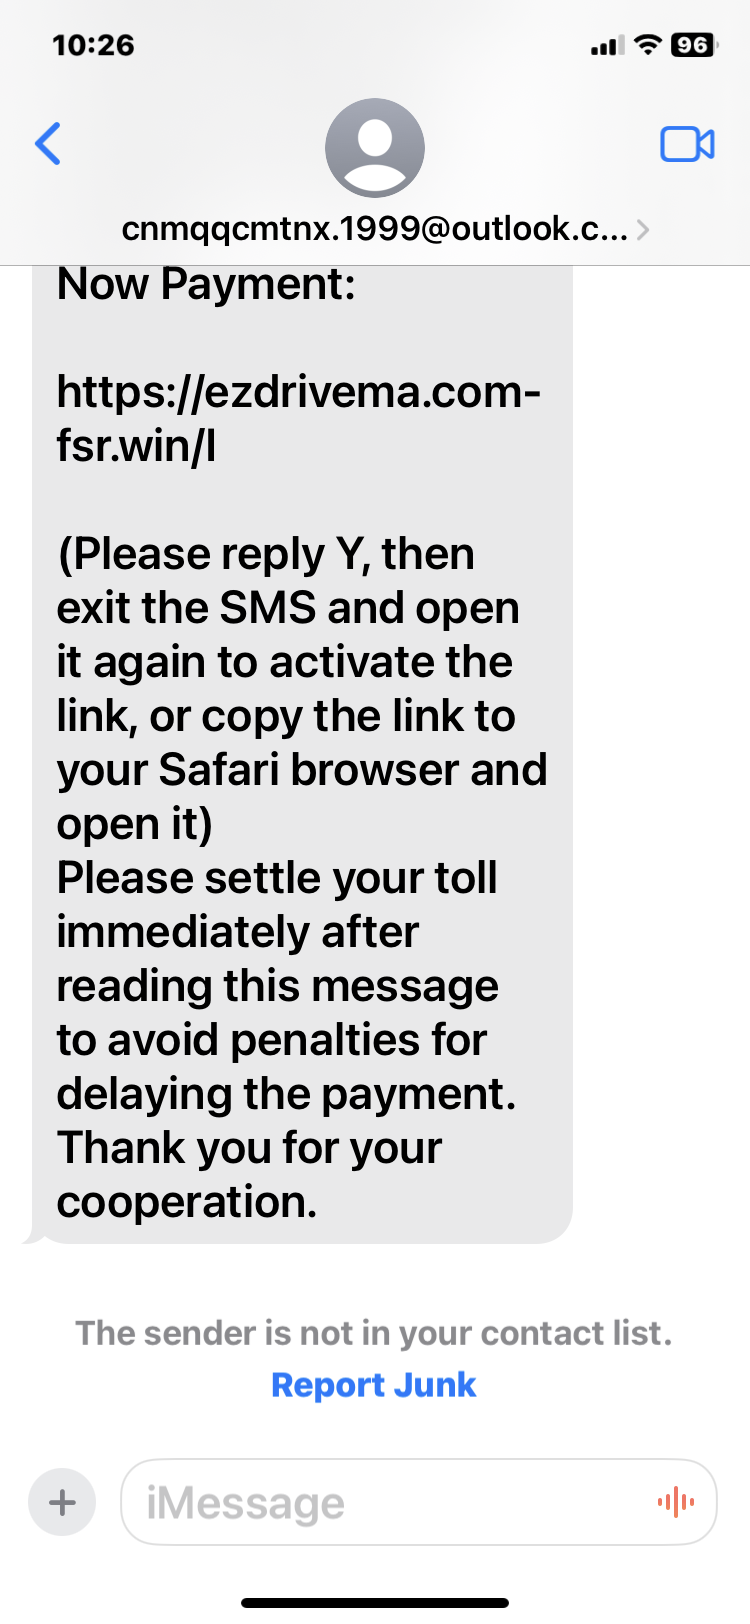 10:26
96
cnmqqcmtnx.1999@outlook.c...
Now Payment:
https://ezdrivema.com-
fsr.win/l
(Please reply Y, then
exit the SMS and open
it again to activate the
link, or copy the link to
your Safari browser and
open it)
Please settle your toll
immediately after
reading this message
to avoid penalties for
delaying the payment.
Thank you for your
cooperation.
The sender is not in your contact list.
Report Junk
iMessage